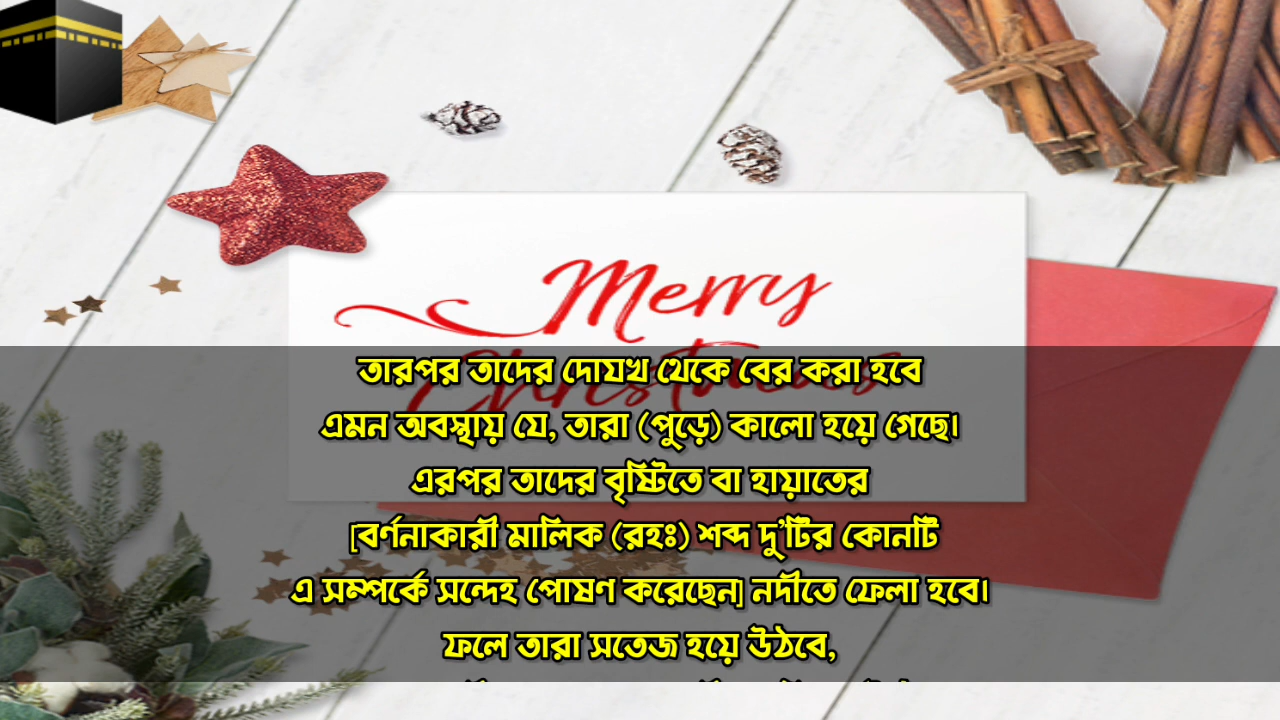 Merry
Christmas
তারপর তাদের দোযখ থেকে বের করা হবে
এমন অবস্থায় যে, তারা (পুড়ে) কালো হয়ে গেছে।
এরপর তাদের বৃষ্টিতে বা হায়াতের
[বর্ণনাকারী মালিক (রহঃ) শব্দ দু’টির কোনটি
এ সম্পর্কে সন্দেহ পোষণ করেছেন] নদীতে ফেলা হবে।
ফলে তারা সতেজ হয়ে উঠবে,